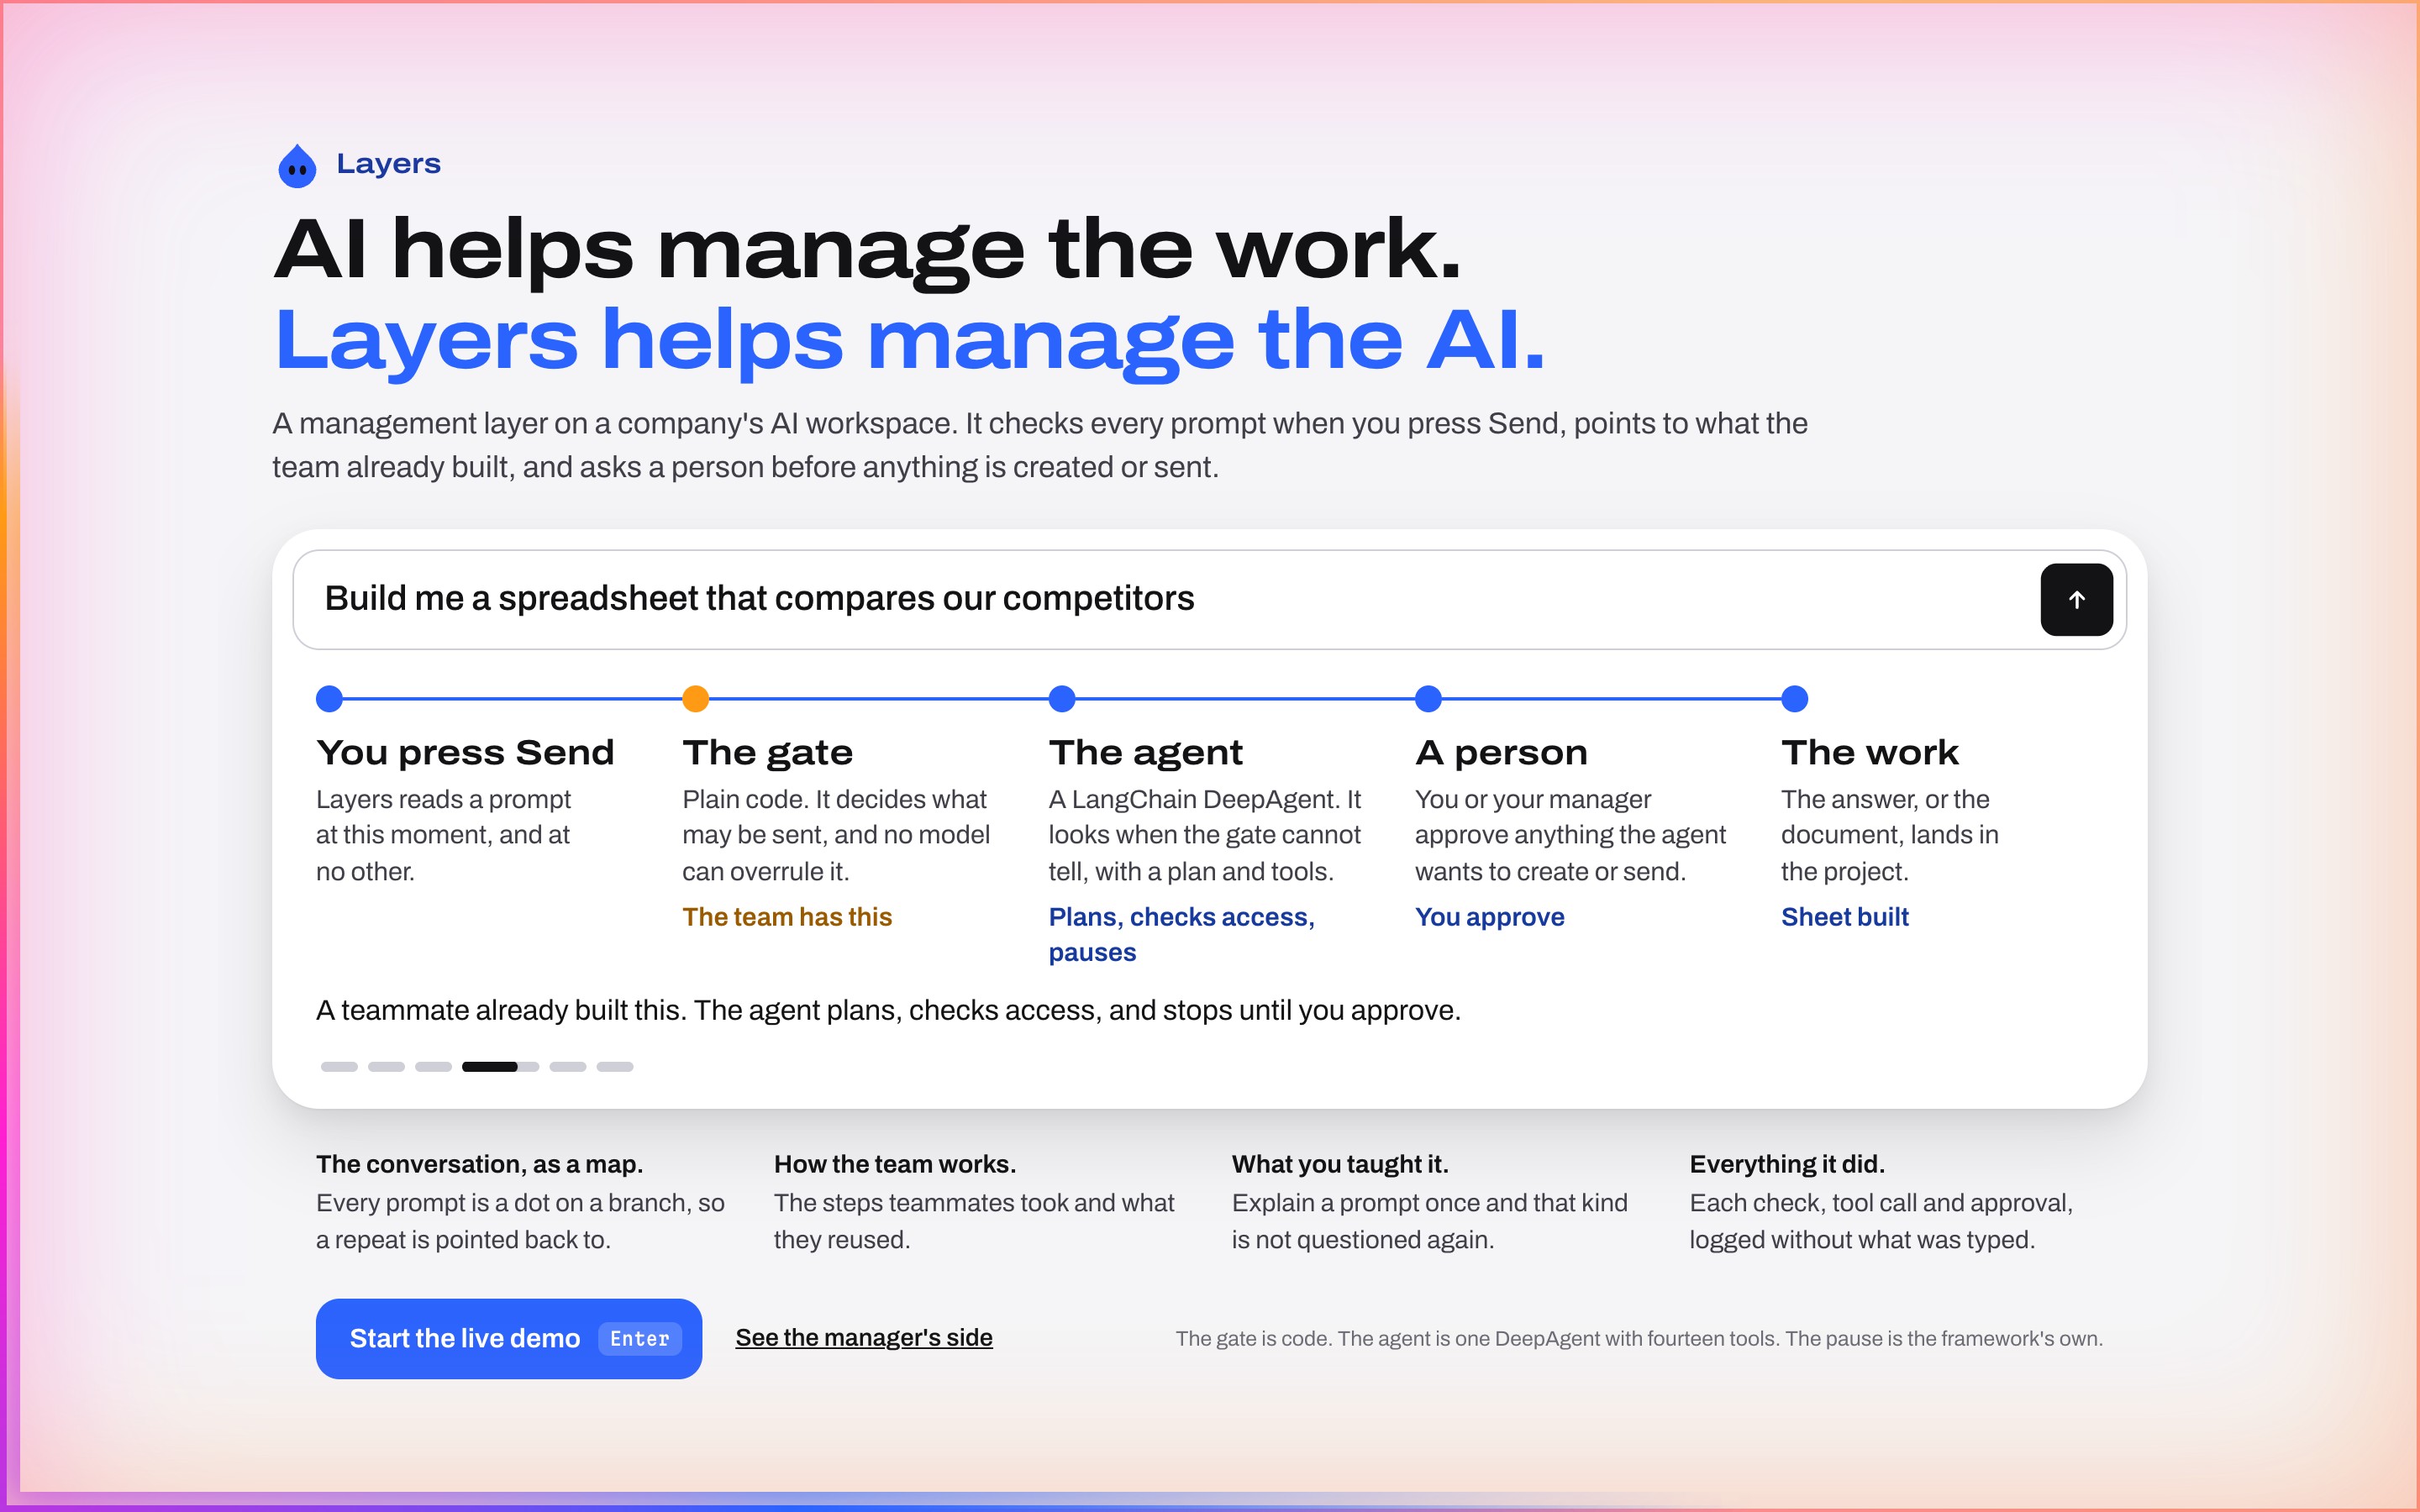 Layers
AI helps manage the work.
Layers helps manage the AI.
A management layer on a company's AI workspace. It checks every prompt when you press Send, points to what the
team already built, and asks a person before anything is created or sent.
Build me a spreadsheet that compares our competitors
You press Send
Layers reads a prompt
at this moment, and at
no other.
The gate
Plain code. It decides what
may be sent, and no model
can overrule it.
The team has this
The agent
A LangChain DeepAgent. It
looks when the gate cannot
tell, with a plan and tools.
Plans, checks access,
pauses
A person
You or your manager
approve anything the agent
wants to create or send.
You approve
The work
The answer, or the
document, lands in
the project.
Sheet built
A teammate already built this. The agent plans, checks access, and stops until you approve.
The conversation, as a map.
Every prompt is a dot on a branch, so
a repeat is pointed back to.
How the team works.
The steps teammates took and what
they reused.
What you taught it.
Explain a prompt once and that kind
is not questioned again.
Everything it did.
Each check, tool call and approval,
logged without what was typed.
Start the live demo Enter
See the manager's side
The gate is code. The agent is one DeepAgent with fourteen tools. The pause is the framework's own.